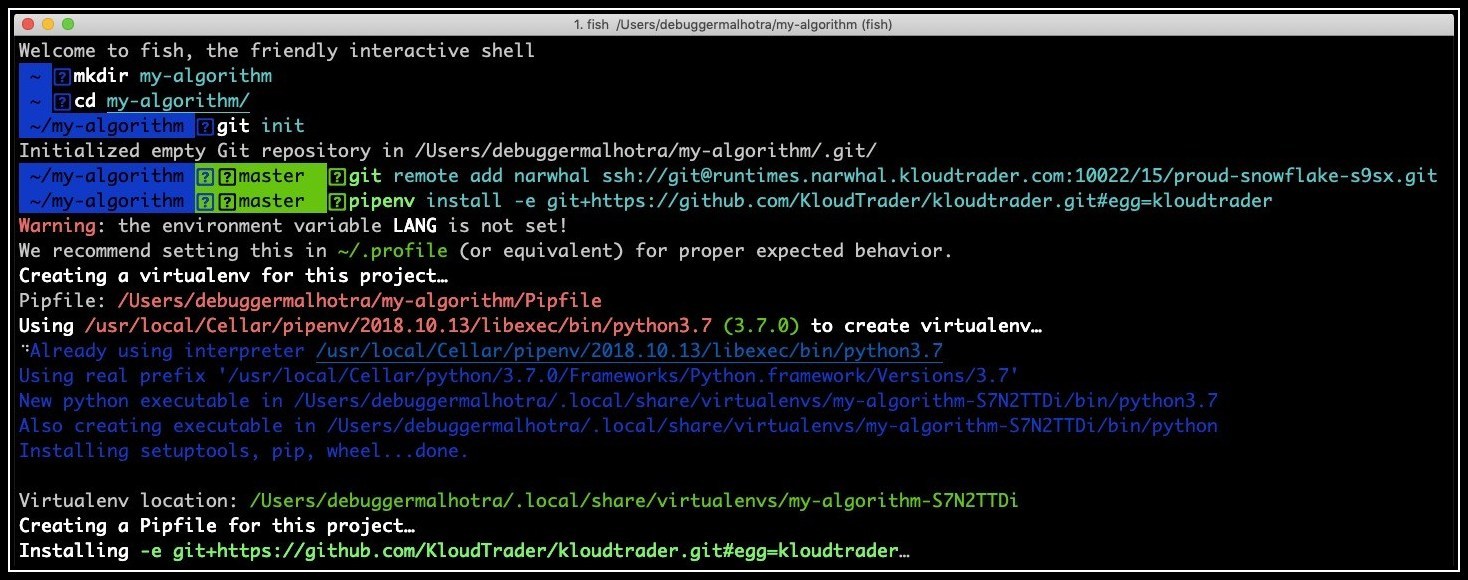 1. fish /Users/debuggermalhotra/my-algorithm (fish)
Welcome to fish, the friendly interactive shell
~ mkdir my-algorithm
~ cd my-algorithm/
~/my-algorithm git init
Initialized empty Git repository in /Users/debuggermalhotra/my-algorithm/.git/
~/my-algorithm master git remote add narwhal ssh://git@runtimes.narwhal.kloudtrader.com:10022/15/proud-snowflake-s9sx.git
~/my-algorithm master pipenv install -e git+https://github.com/KloudTrader/kloudtrader.git#egg=kloudtrader
Warning: the environment variable LANG is not set!
We recommend setting this in ~/.profile (or equivalent) for proper expected behavior.
Creating a virtualenv for this project…
Pipfile: /Users/debuggermalhotra/my-algorithm/Pipfile
Using /usr/local/Cellar/pipenv/2018.10.13/libexec/bin/python3.7 (3.7.0) to create virtualenv…
Already using interpreter /usr/local/Cellar/pipenv/2018.10.13/libexec/bin/python3.7
Using real prefix '/usr/local/Cellar/python/3.7.0/Frameworks/Python.framework/Versions/3.7'
New python executable in /Users/debuggermalhotra/.local/share/virtualenvs/my-algorithm-S7N2TTDi/bin/python3.7
Also creating executable in /Users/debuggermalhotra/.local/share/virtualenvs/my-algorithm-S7N2TTDi/bin/python
Installing setuptools, pip, wheel...done.
Virtualenv location: /Users/debuggermalhotra/.local/share/virtualenvs/my-algorithm-S7N2TTDi
Creating a Pipfile for this project…
Installing -e git+https://github.com/KloudTrader/kloudtrader.git#egg=kloudtrader…